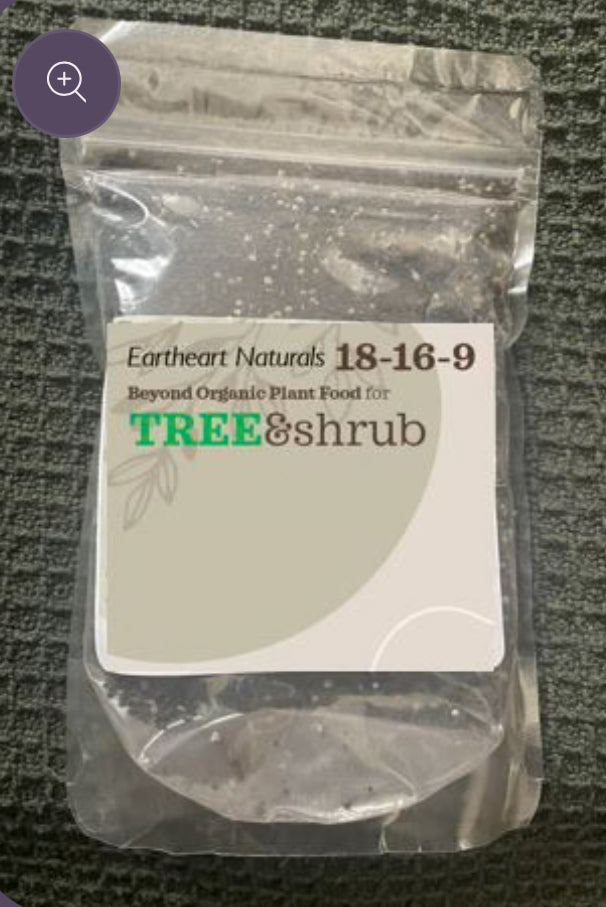 Eartheart Naturals 18-16-9
Beyond Organic Plant Food for
TREE&shrub